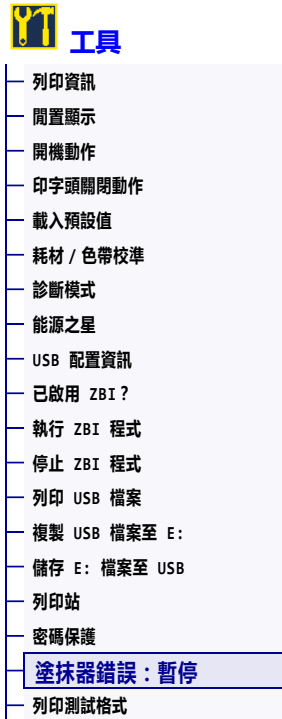 工具
列印資訊
閒置顯示
開機動作
印字頭關閉動作
載入預設值
耗材 / 色帶校準
診斷模式
能源之星
USB 配置資訊
已啟用 ZBI？
執行 ZBI 程式
停止 ZBI 程式
列印 USB 檔案
複製 USB 檔案至 E:
儲存 E: 檔案至 USB
列印站
密碼保護
塗抹器錯誤：暫停
列印測試格式